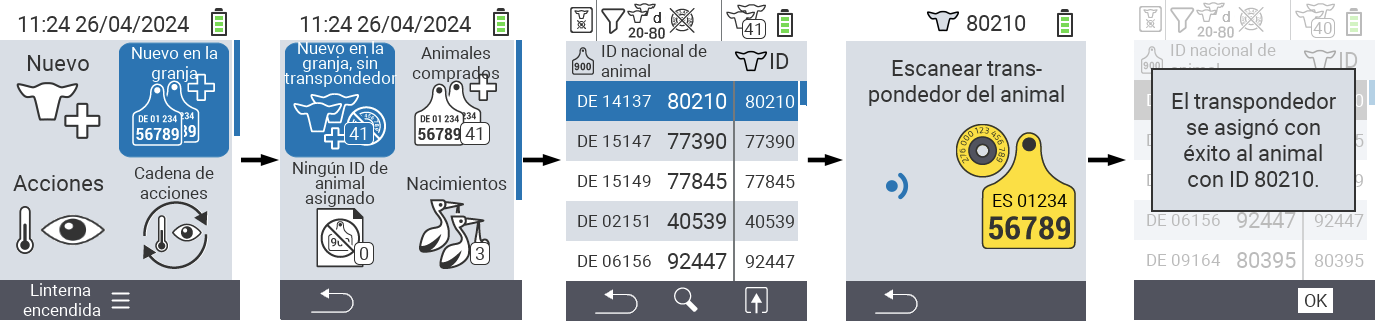 11:24 26/04/2024
Nuevo
Nuevo en la
granja
DE 01 234
234
56789
Acciones
Cadena de
acciones
Linterna
encendida
11:24 26/04/2024
Nuevo en la
granja, sin
transpondedor
41
Animales
comprados
DE 01 234
56789
41
Ningún ID de
animal
asignado
0
Nacimientos
3
d
20-80
41
900
ID nacional de
animal
ID
DE 14137 80210 80210
DE 15147 77390 77390
DE 15149 77845 77845
DE 02151 40539 40539
DE 06156 92447 92447
80210
Escanear trans-
pondedor del animal
276 000 123 456 789
ES 01234
56789
d
20-80
40
900
ID nacional de
animal
ID
El transpondedor
se asignó con
éxito al animal
con ID 80210.
DE 06156 92447 92447
DE 09164 80395 80395
OK